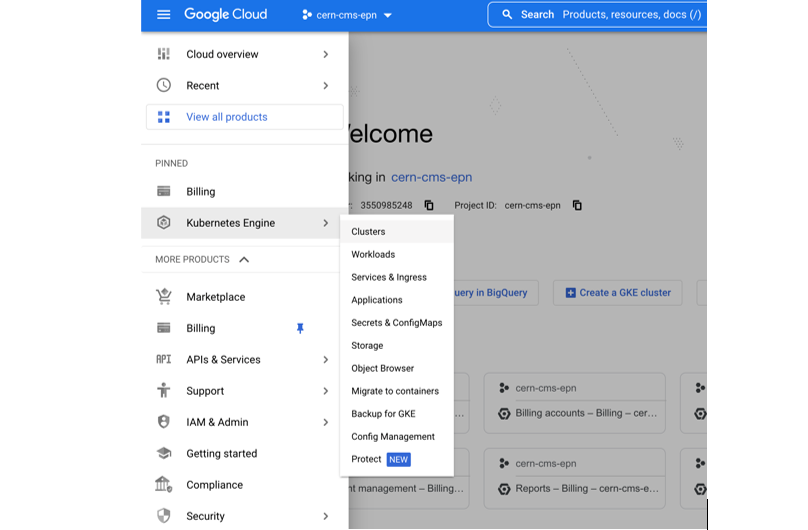 Google Cloud
cern-cms-epn
Search Products, resources, docs (/)
Cloud overview
Recent
View all products
PINNED
Billing
Kubernetes Engine
MORE PRODUCTS
Marketplace
Billing
API APIs & Services
Support
IAM & Admin
Getting started
Compliance
Security
Clusters
Workloads
Services & Ingress
Applications
Secrets & ConfigMaps
Storage
Object Browser
Migrate to containers
Backup for GKE
Config Management
Protect NEW
elcome
king in cern-cms-epn
3550985248 Project ID: cern-cms-epn
uery in BigQuery
Create a GKE cluster
cern-cms-epn
Billing accounts – Billing – cer...
cern-cms-epn
nt management – Billing...
Reports – Billing – cern-cms-e...